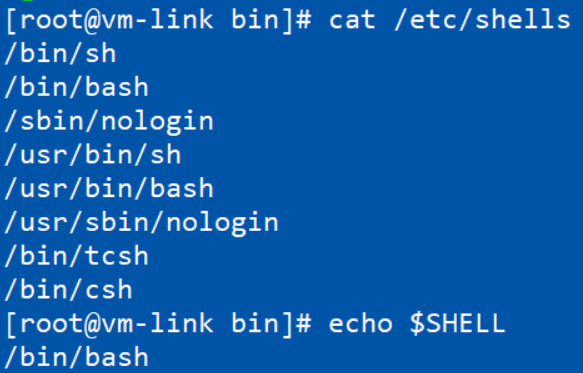 [root@vm-link bin]# cat /etc/shells
/bin/sh
/bin/bash
/sbin/nologin
/usr/bin/sh
/usr/bin/bash
/usr/sbin/nologin
/bin/tcsh
/bin/csh
[root@vm-link bin]# echo $SHELL
/bin/bash